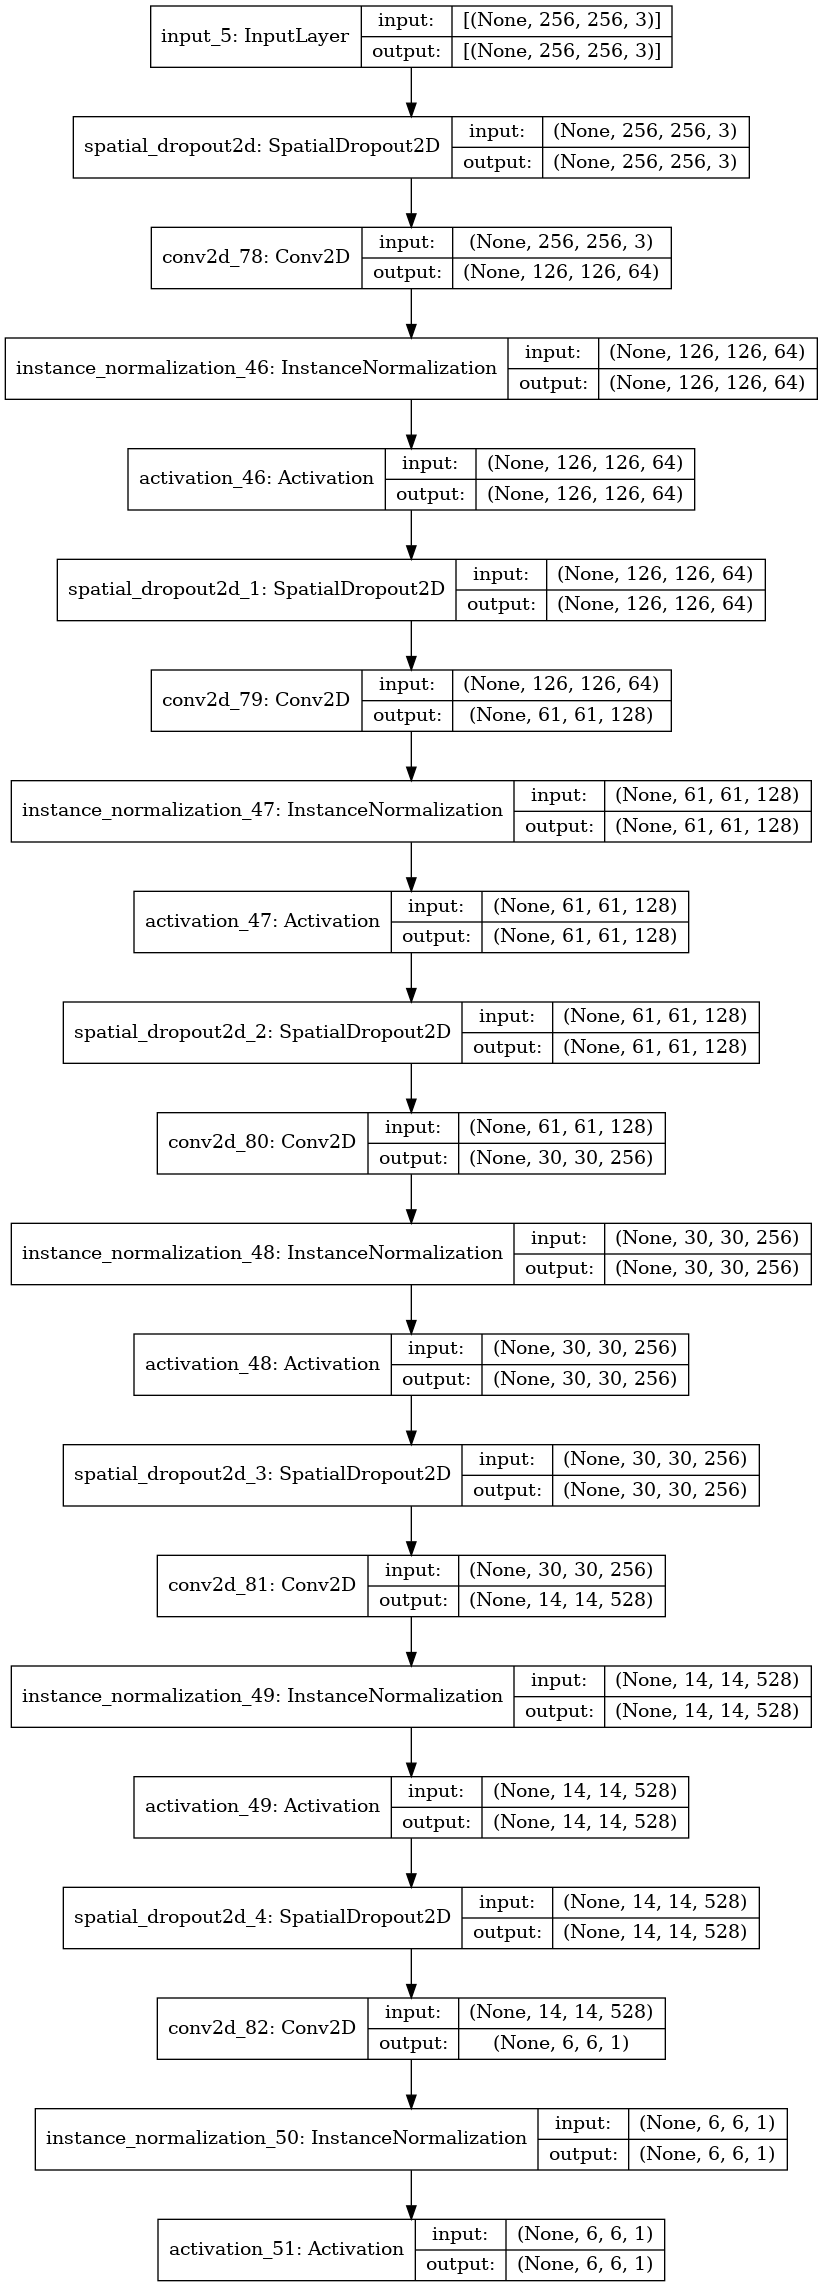 input_5: InputLayer
input: [(None, 256, 256, 3)]
output: [(None, 256, 256, 3)]
spatial_dropout2d: SpatialDropout2D
input: (None, 256, 256, 3)
output: (None, 256, 256, 3)
conv2d_78: Conv2D
input: (None, 256, 256, 3)
output: (None, 126, 126, 64)
instance_normalization_46: InstanceNormalization
input: (None, 126, 126, 64)
output: (None, 126, 126, 64)
activation_46: Activation
input: (None, 126, 126, 64)
output: (None, 126, 126, 64)
spatial_dropout2d_1: SpatialDropout2D
input: (None, 126, 126, 64)
output: (None, 126, 126, 64)
conv2d_79: Conv2D
input: (None, 126, 126, 64)
output: (None, 61, 61, 128)
instance_normalization_47: InstanceNormalization
input: (None, 61, 61, 128)
output: (None, 61, 61, 128)
activation_47: Activation
input: (None, 61, 61, 128)
output: (None, 61, 61, 128)
spatial_dropout2d_2: SpatialDropout2D
input: (None, 61, 61, 128)
output: (None, 61, 61, 128)
conv2d_80: Conv2D
input: (None, 61, 61, 128)
output: (None, 30, 30, 256)
instance_normalization_48: InstanceNormalization
input: (None, 30, 30, 256)
output: (None, 30, 30, 256)
activation_48: Activation
input: (None, 30, 30, 256)
output: (None, 30, 30, 256)
spatial_dropout2d_3: SpatialDropout2D
input: (None, 30, 30, 256)
output: (None, 30, 30, 256)
conv2d_81: Conv2D
input: (None, 30, 30, 256)
output: (None, 14, 14, 528)
instance_normalization_49: InstanceNormalization
input: (None, 14, 14, 528)
output: (None, 14, 14, 528)
activation_49: Activation
input: (None, 14, 14, 528)
output: (None, 14, 14, 528)
spatial_dropout2d_4: SpatialDropout2D
input: (None, 14, 14, 528)
output: (None, 14, 14, 528)
conv2d_82: Conv2D
input: (None, 14, 14, 528)
output: (None, 6, 6, 1)
instance_normalization_50: InstanceNormalization
input: (None, 6, 6, 1)
output: (None, 6, 6, 1)
activation_51: Activation
input: (None, 6, 6, 1)
output: (None, 6, 6, 1)